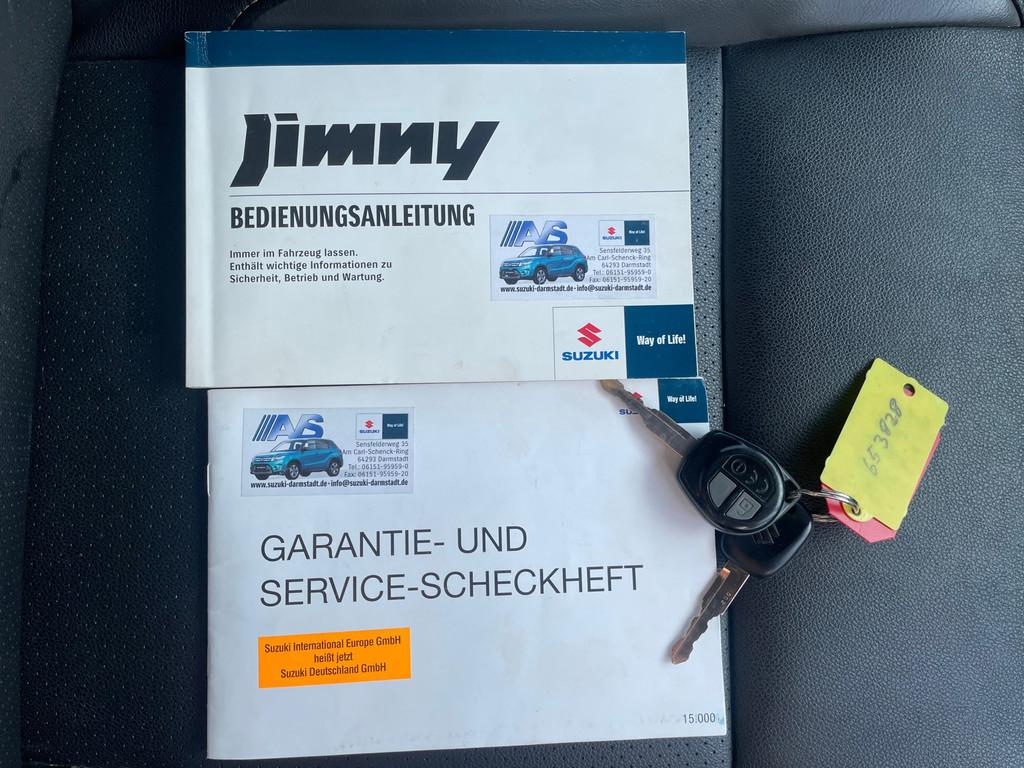 Jimny
BEDIENUNGSANLEITUNG
Immer im Fahrzeug lassen.
Enthält wichtige Informationen zu
Sicherheit, Betrieb und Wartung.
AVS
SUZUKI
Way of Life!
Sensfelderweg 35
Am Carl-Schenck-Ring
64293 Darmstadt
Tel.: 06151-95959-0
Fax: 06151-95959-20
www.suzuki-darmstadt.de - info@suzuki-darmstadt.de
SUZUKI
Way of Life!
Way of Life!
AVS
SUZUKI
Way of Life!
Sensfelderweg 35
Am Carl-Schenck-Ring
64293 Darmstadt
Tel.: 06151-95959-0
Fax: 06151-95959-20
www.suzuki-darmstadt.de - info@suzuki-darmstadt.de
653828
GARANTIE- UND
SERVICE-SCHECKHEFT
Suzuki International Europe GmbH
heißt jetzt
Suzuki Deutschland GmbH
15.000